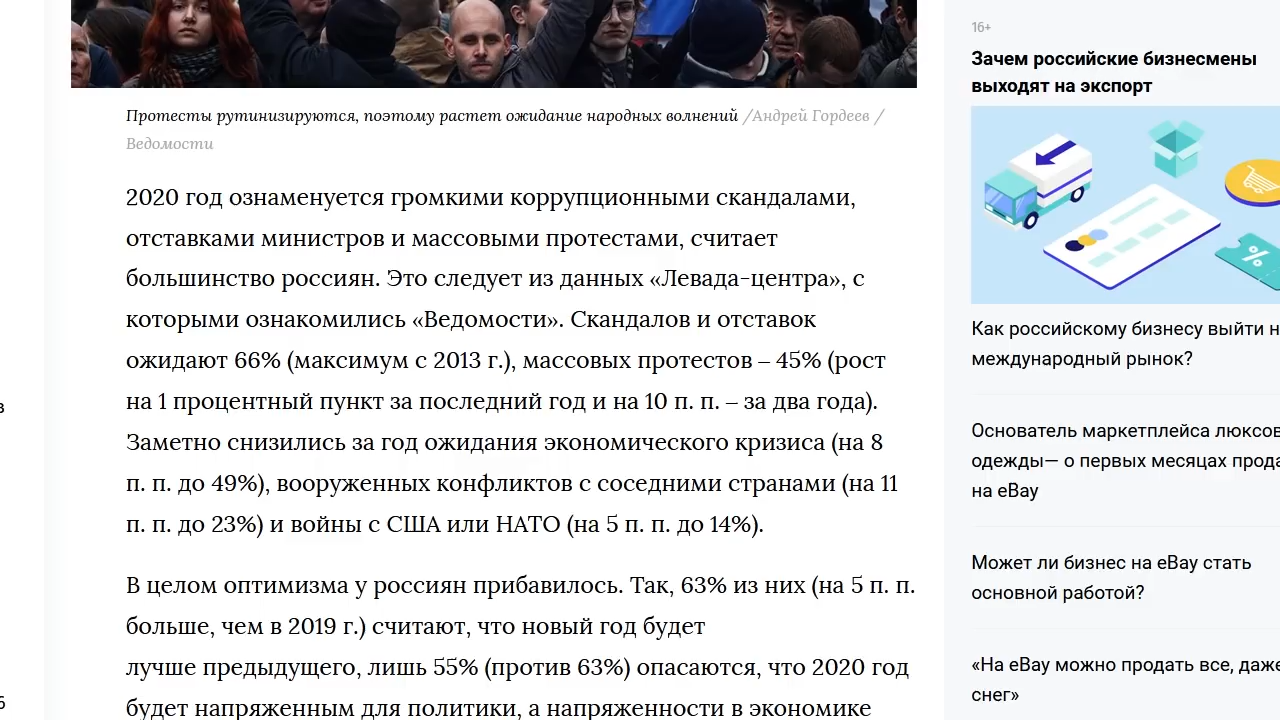 Протесты рутинизируются, поэтому растет ожидание народных волнений /Андрей Гордеев /
Ведомости
2020 год ознаменуется громкими коррупционными скандалами,
отставками министров и массовыми протестами, считает
большинство россиян. Это следует из данных «Левада-центра», с
которыми ознакомились «Ведомости». Скандалов и отставок
ожидают 66% (максимум с 2013 г.), массовых протестов – 45% (рост
на 1 процентный пункт за последний год и на 10 п. п. – за два года).
Заметно снизились за год ожидания экономического кризиса (на 8
п. п. до 49%), вооруженных конфликтов с соседними странами (на 11
п. п. до 23%) и войны с США или НАТО (на 5 п. п. до 14%).
В целом оптимизма у россиян прибавилось. Так, 63% из них (на 5 п. п.
больше, чем в 2019 г.) считают, что новый год будет
лучше предыдущего, лишь 55% (против 63%) опасаются, что 2020 год
будет напряженным для политики, а напряженности в экономике
16+
Зачем российские бизнесмены
выходят на экспорт
%
Как российскому бизнесу выйти н
международный рынок?
Основатель маркетплейса люксов
одежды— о первых месяцах прода
на eBay
Может ли бизнес на eBay стать
основной работой?
«На eBay можно продать все, даже
снег»